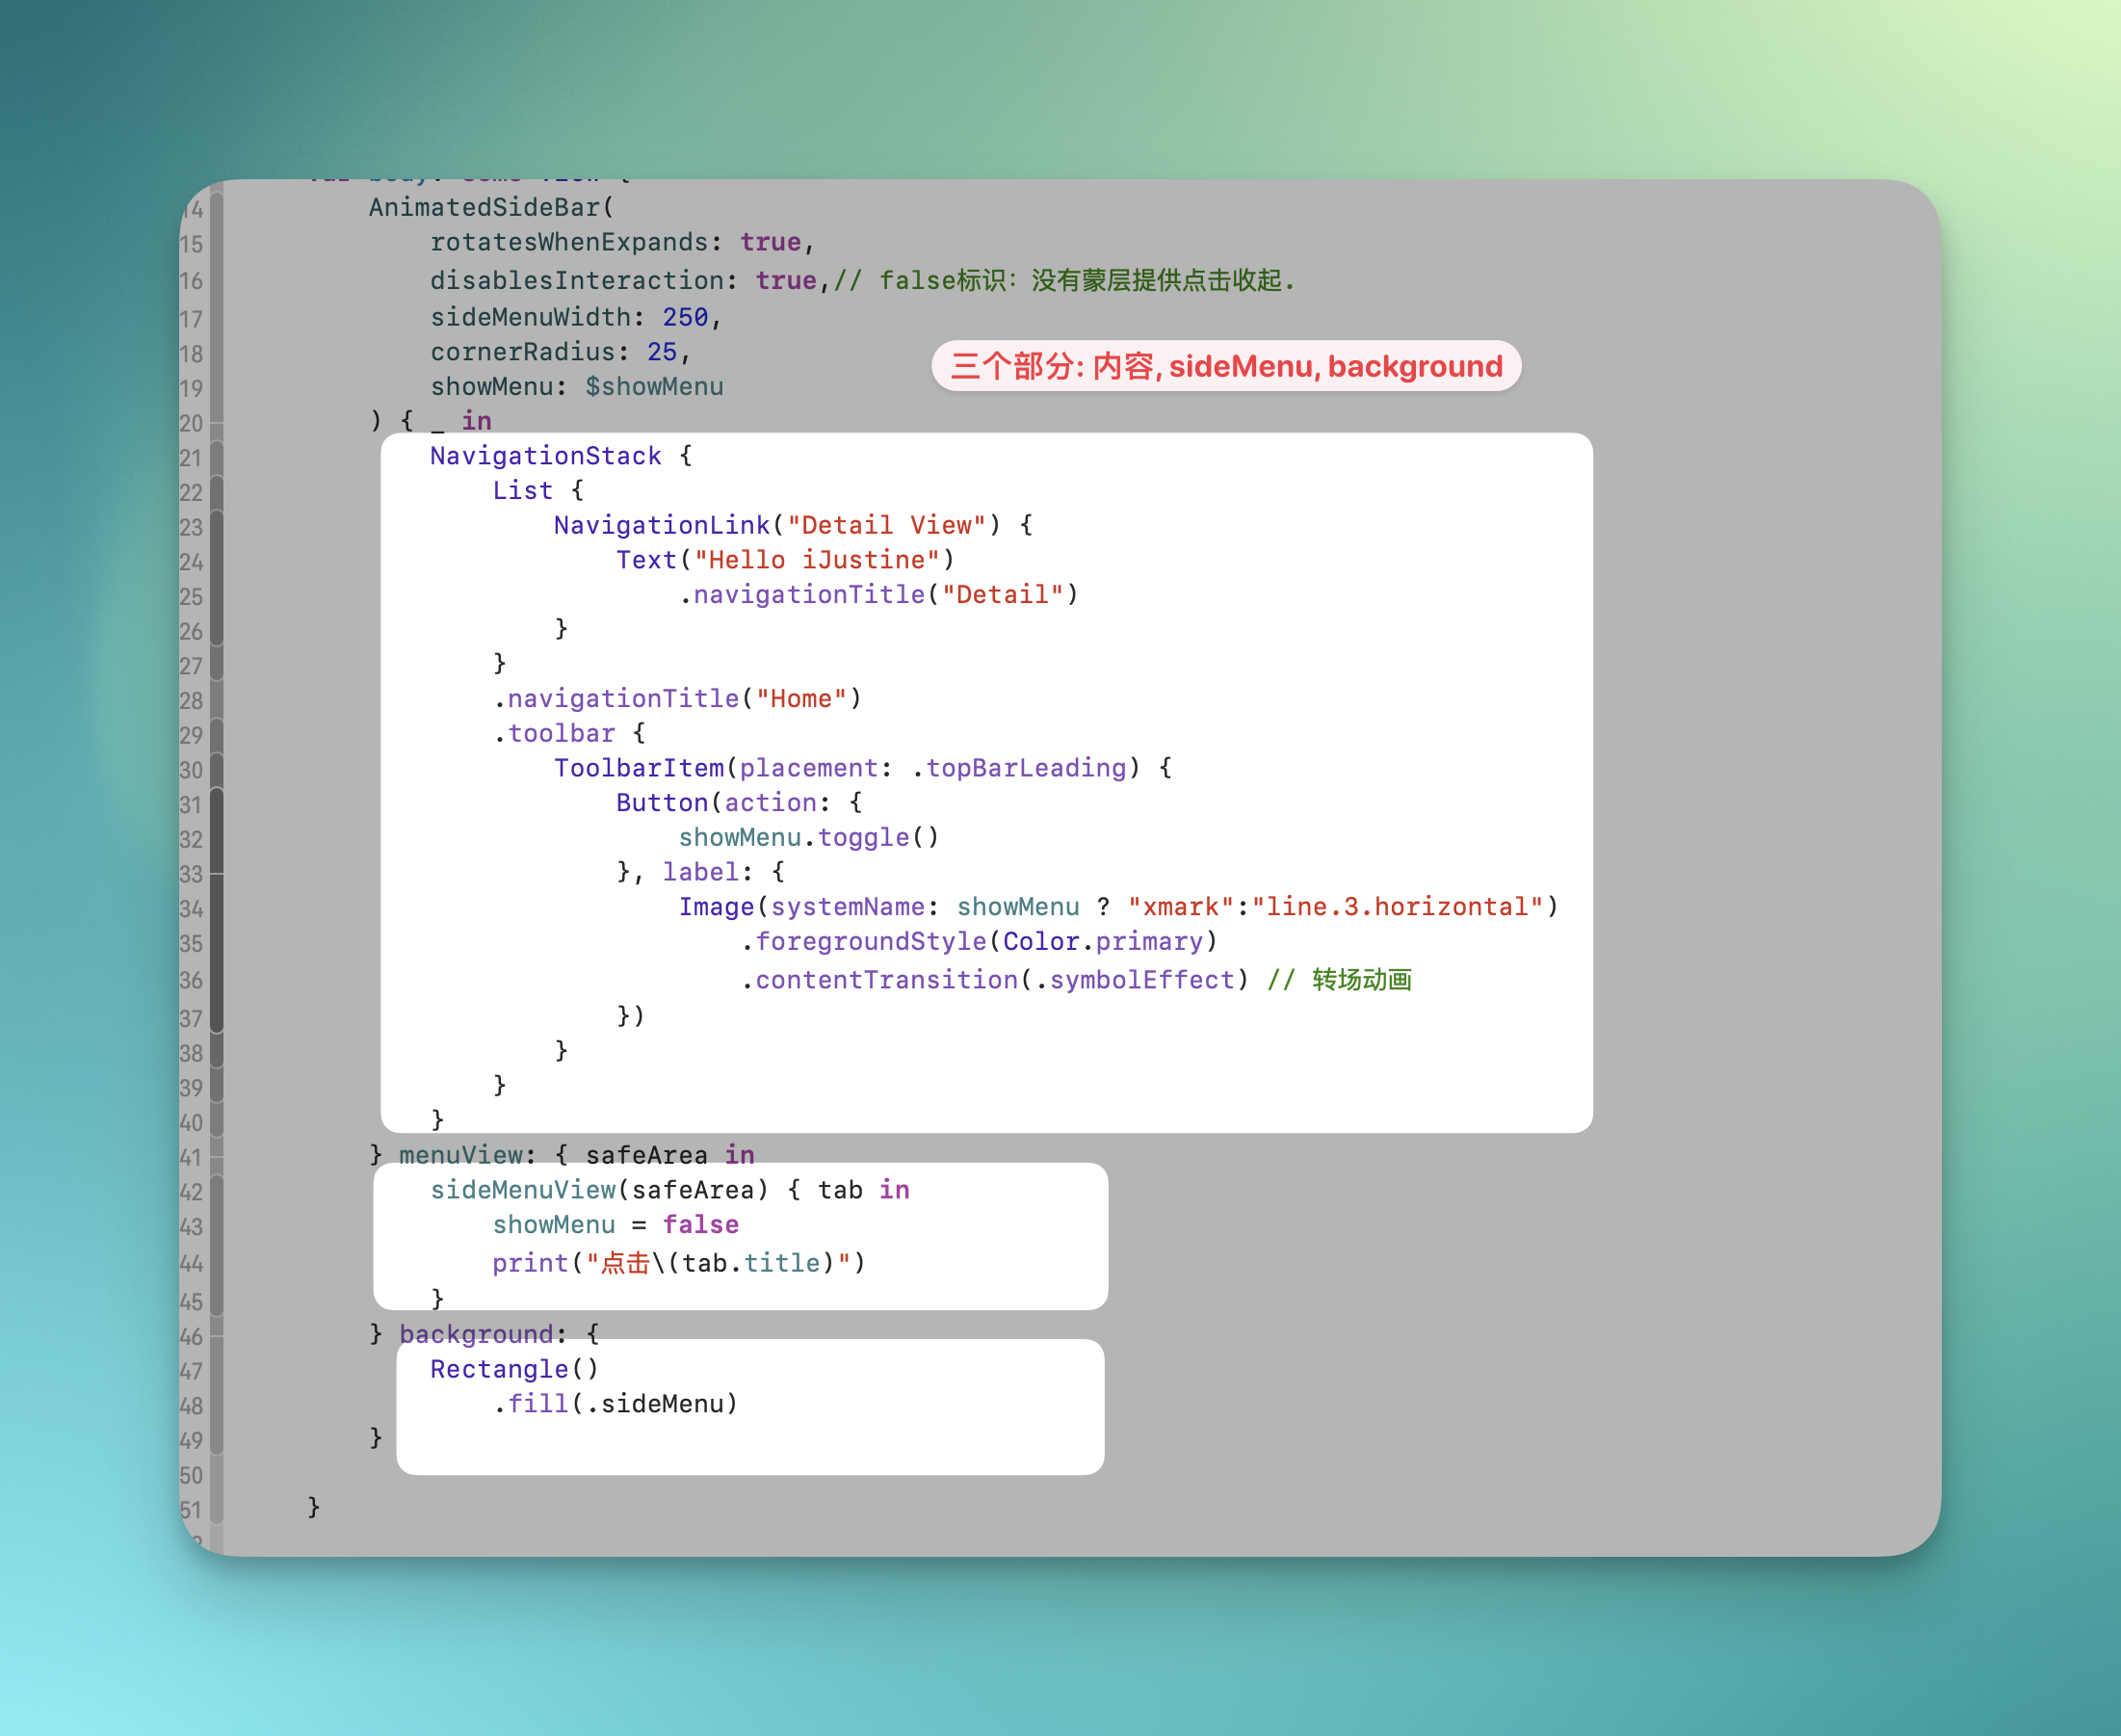 var body: some View {
14 AnimatedSideBar(
15 rotatesWhenExpands: true,
16 disablesInteraction: true,// false标识: 没有蒙层提供点击收起.
17 sideMenuWidth: 250,
18 cornerRadius: 25,
三个部分: 内容, sideMenu, background
19 showMenu: $showMenu
20 ) { _ in
21 NavigationStack {
22 List {
23 NavigationLink("Detail View") {
24 Text("Hello iJustine")
25 .navigationTitle("Detail")
26 }
27 }
28 .navigationTitle("Home")
29 .toolbar {
30 ToolbarItem(placement: .topBarLeading) {
31 Button(action: {
32 showMenu.toggle()
33 }, label: {
34 Image(systemName: showMenu ? "xmark":"line.3.horizontal")
35 .foregroundStyle(Color.primary)
36 .contentTransition(.symbolEffect) // 转场动画
37 })
38 }
39 }
40 }
41 } menuView: { safeArea in
42 sideMenuView(safeArea) { tab in
43 showMenu = false
44 print("点击\(tab.title)")
45 }
46 } background: {
47 Rectangle()
48 .fill(.sideMenu)
49 }
50
51 }